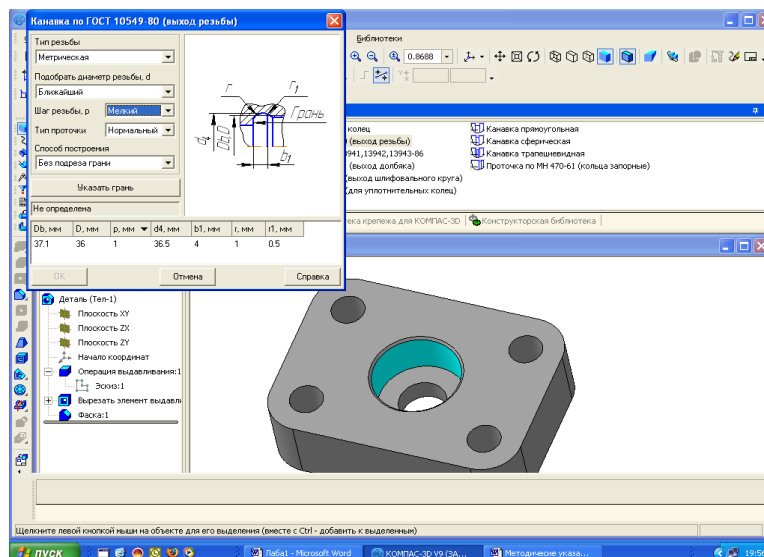 Канавка по ГОСТ 10549-80 (выход резьбы)
Тип резьбы
Метрическая
Подобрать диаметр резьбы, d
Ближайший
Шаг резьбы, p Мелкий
Тип проточки Нормальный
Способ построения
Без подреза грани
Указать грань
Не определена
r r1
Грань
d4 Db,D b1
Db, мм D, мм p, мм d4, мм b1, мм r, мм r1, мм
37.1 36 1 36.5 4 1 0.5
ОК Отмена Справка
Библиотеки
0.8688
колец
(выход резьбы)
941,13942,13943-86
(выход долбяка)
(выход шлифовального круга)
(для уплотнительных колец)
Канавка прямоугольная
Канавка сферическая
Канавка трапециевидная
Проточка по МН 470-61 (кольца запорные)
тека крепежа для КОМПАС-3D Конструкторская библиотека
Деталь (Тел-1)
Плоскость XY
Плоскость ZX
Плоскость ZY
Начало координат
Операция выдавливания:1
Эскиз:1
Вырезать элемент выдавл
Фаска:1
Щелкните левой кнопкой мыши на объекте для его выделения (вместе с Ctrl - добавить к выделенным)
пуск
Лаба1 - Microsoft Word
КОМПАС-3D V9 (ЗА...
Методические указа...
19:56